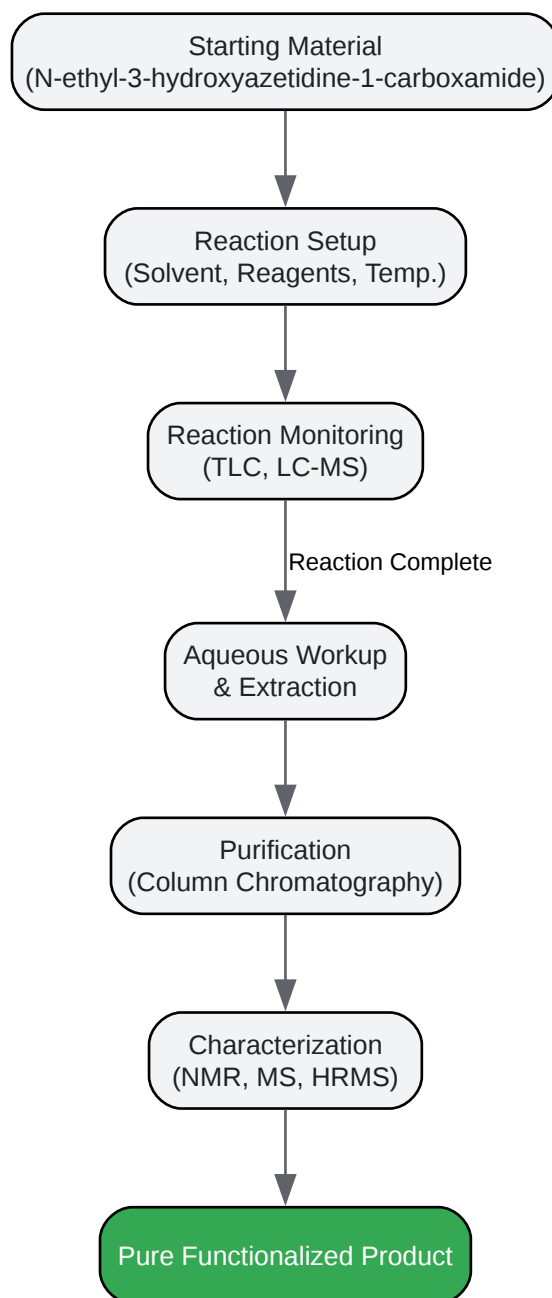 Starting Material
(N-ethyl-3-hydroxyazetidine-1-carboxamide)
Reaction Setup
(Solvent, Reagents, Temp.)
Reaction Monitoring
(TLC, LC-MS)
Reaction Complete
Aqueous Workup
& Extraction
Purification
(Column Chromatography)
Characterization
(NMR, MS, HRMS)
Pure Functionalized Product